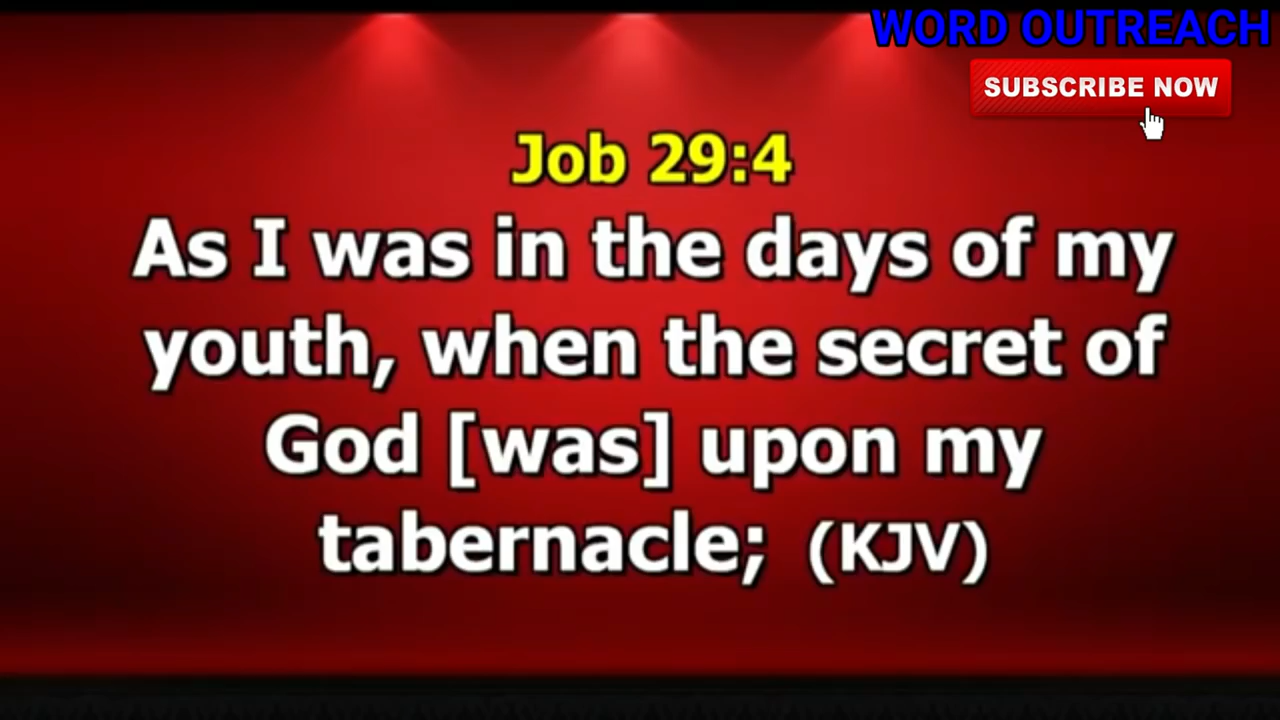 WORD OUTREACH
SUBSCRIBE NOW
Job 29:4
As I was in the days of my
youth, when the secret of
God [was] upon my
tabernacle; (KJV)